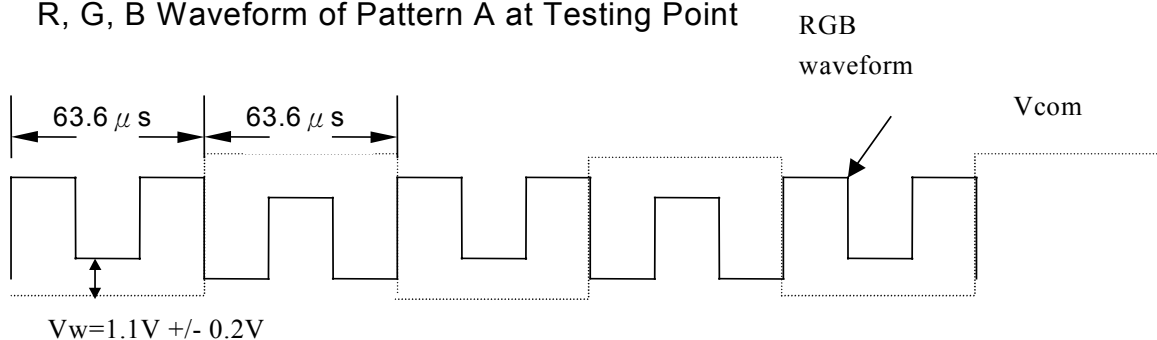 R, G, B Waveform of Pattern A at Testing Point
RGB
waveform
Vcom
63.6 μ s
63.6 μ s
Vw=1.1V +/- 0.2V